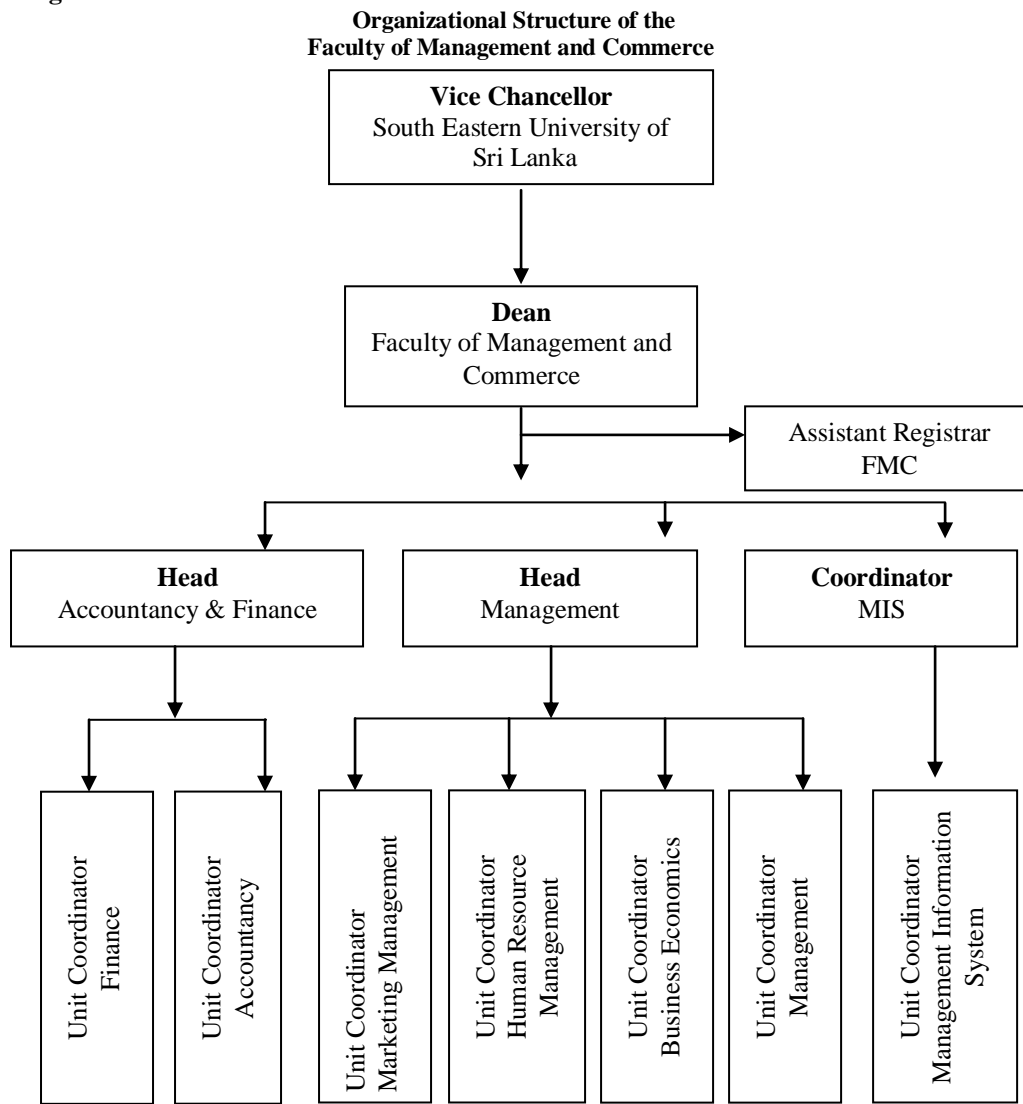 Organizational Structure of the
Faculty of Management and Commerce
Vice Chancellor
South Eastern University of
Sri Lanka
Dean
Faculty of Management and
Commerce
Assistant Registrar
FMC
Head
Accountancy & Finance
Head
Management
Coordinator
MIS
Unit Coordinator
Finance
Unit Coordinator
Accountancy
Unit Coordinator
Marketing Management
Unit Coordinator
Human Resource
Management
Unit Coordinator
Business Economics
Unit Coordinator
Management
Unit Coordinator
Management Information
System